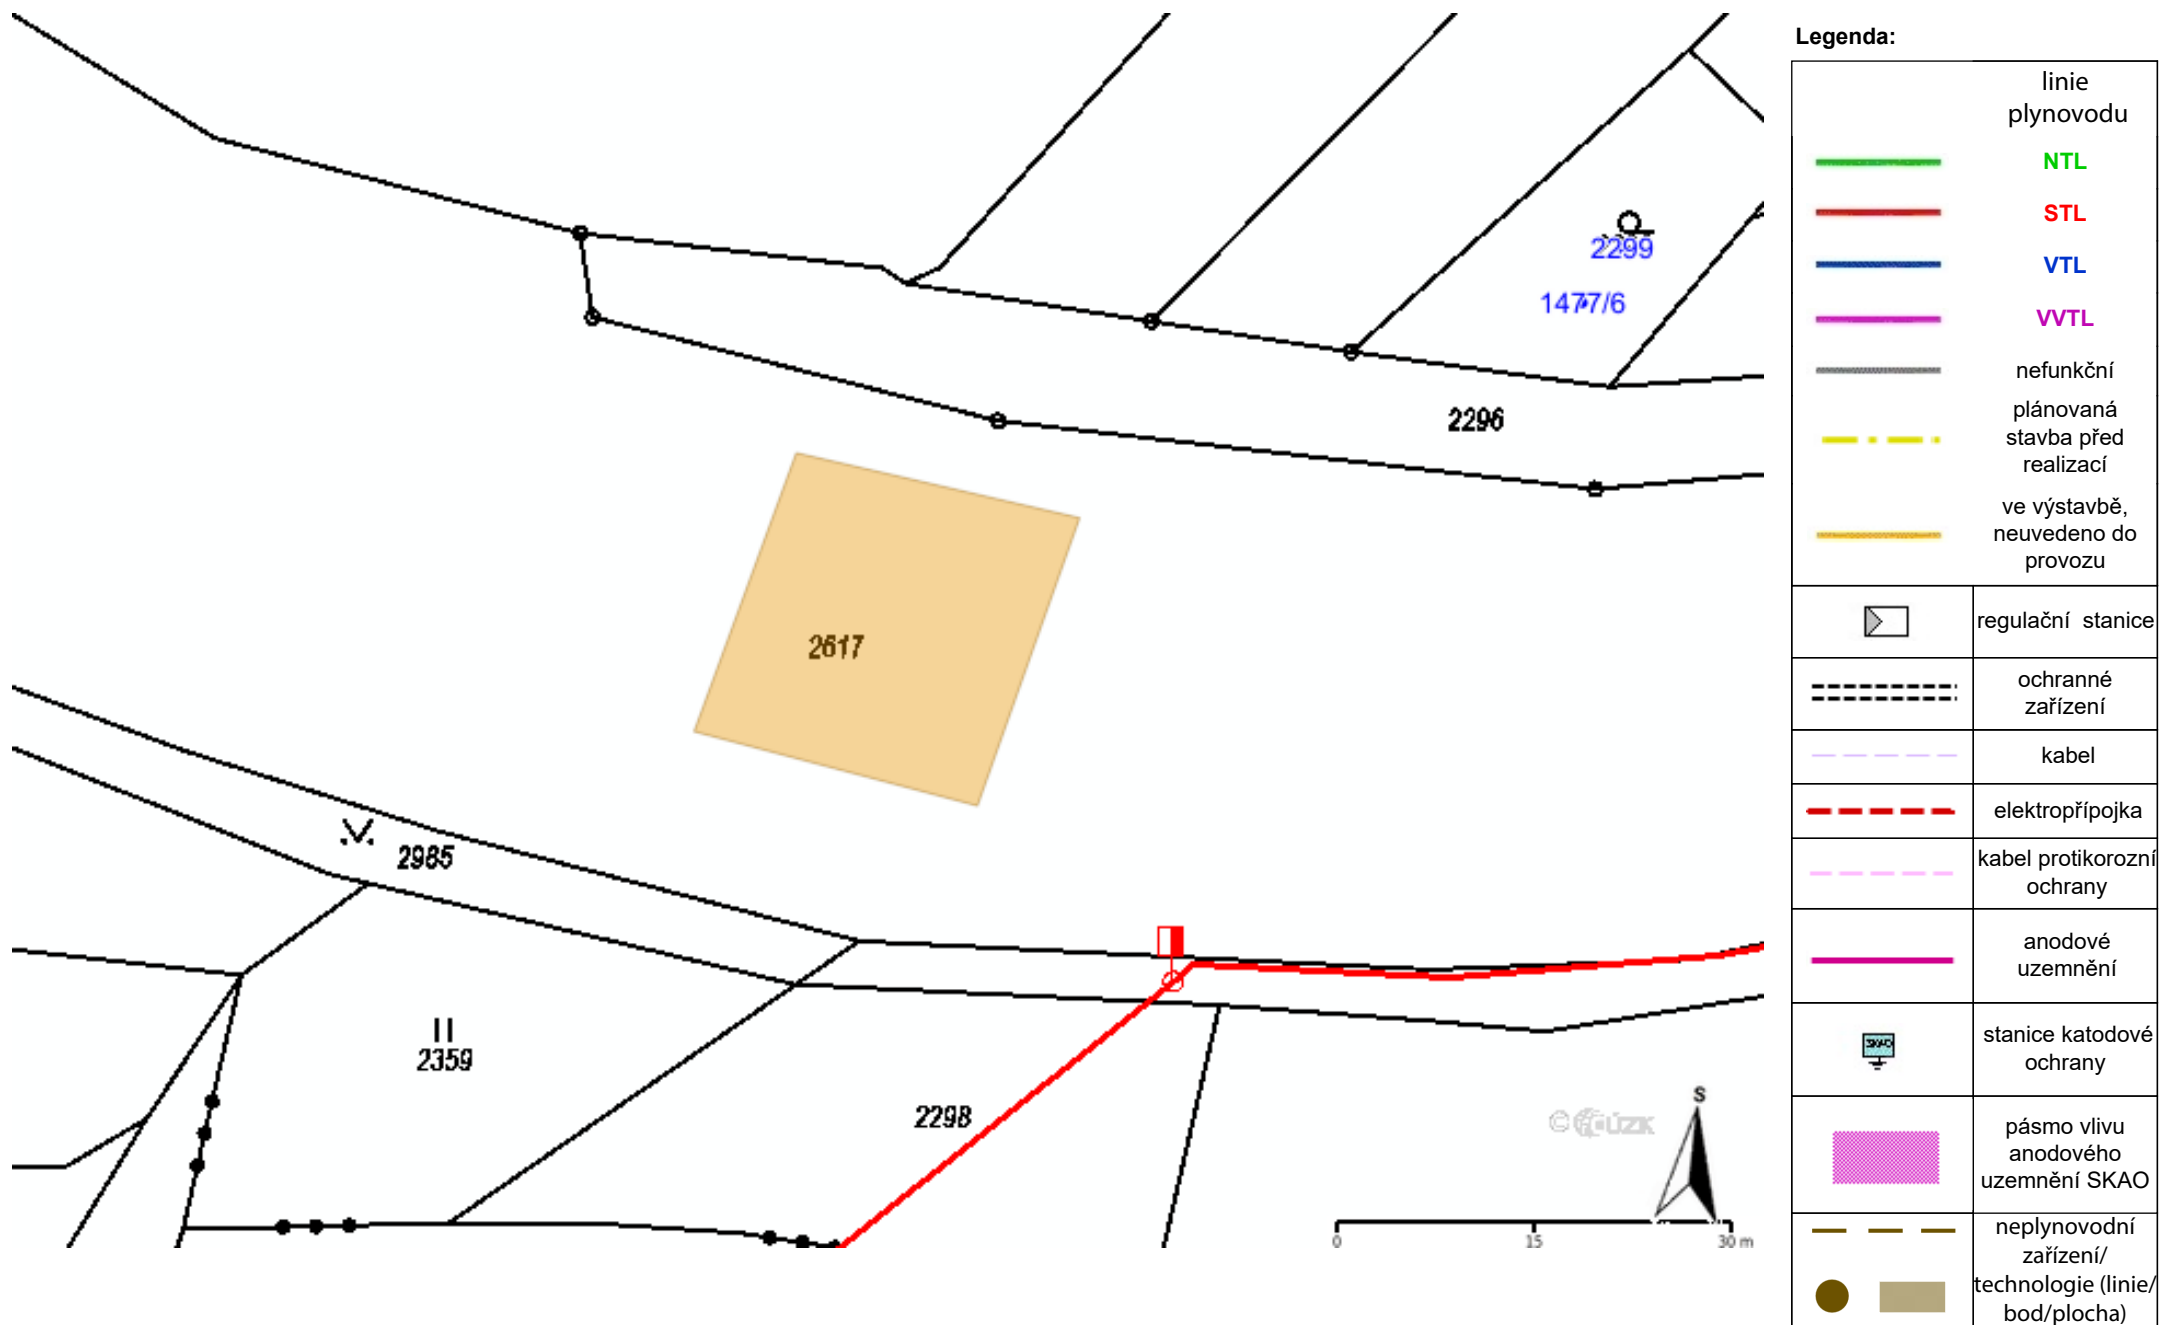 2299
1477/6
2296
2617
2985
2359
2298
© ČÚZK
S
0 15 30 m
Legenda:
linie
plynovodu
NTL
STL
VTL
VVTL
nefunkční
plánovaná
stavba před
realizací
ve výstavbě,
neuvedeno do
provozu
regulační stanice
ochranné
zařízení
kabel
elektropřípojka
kabel protikorozní
ochrany
anodové
uzemnění
SKAO
stanice katodové
ochrany
pásmo vlivu
anodového
uzemnění SKAO
neplynovodní
zařízení/
technologie (linie/
bod/plocha)